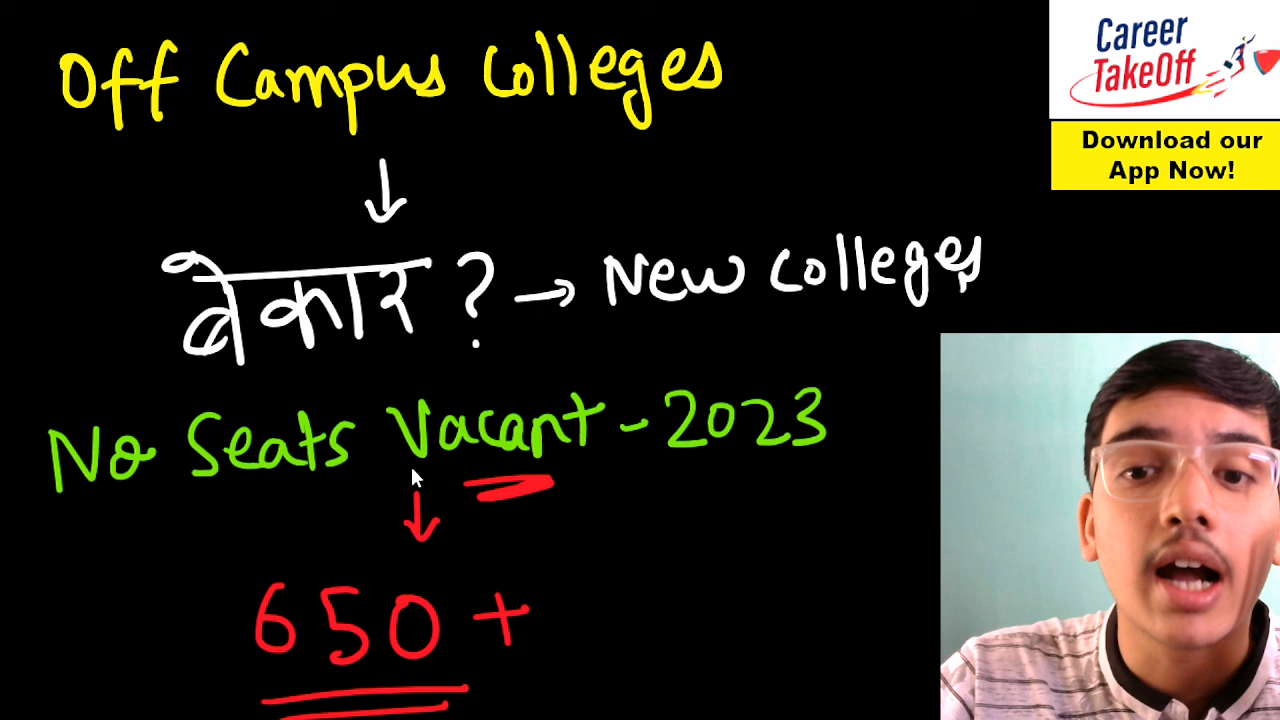 Off Campus Colleges
Career
TakeOff
Download our
App Now!
↓
बेकार ? → New Colleges
No Seats Vacant - 2023
↓
650 +